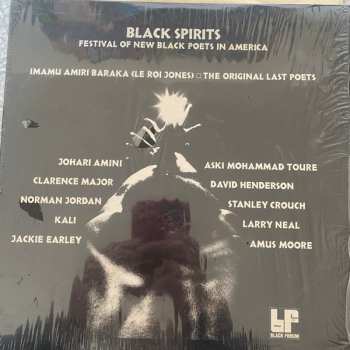 BLACK SPIRITS
FESTIVAL OF NEW BLACK POETS IN AMERICA
IMAMU AMIRI BARAKA (LE ROI JONES) □ THE ORIGINAL LAST POETS
JOHARI AMINI
CLARENCE MAJOR
NORMAN JORDAN
KALI
JACKIE EARLEY
ASKI MOHAMMAD TOURE
DAVID HENDERSON
STANLEY CROUCH
LARRY NEAL
AMUS MOORE
bf
BLACK FORUM